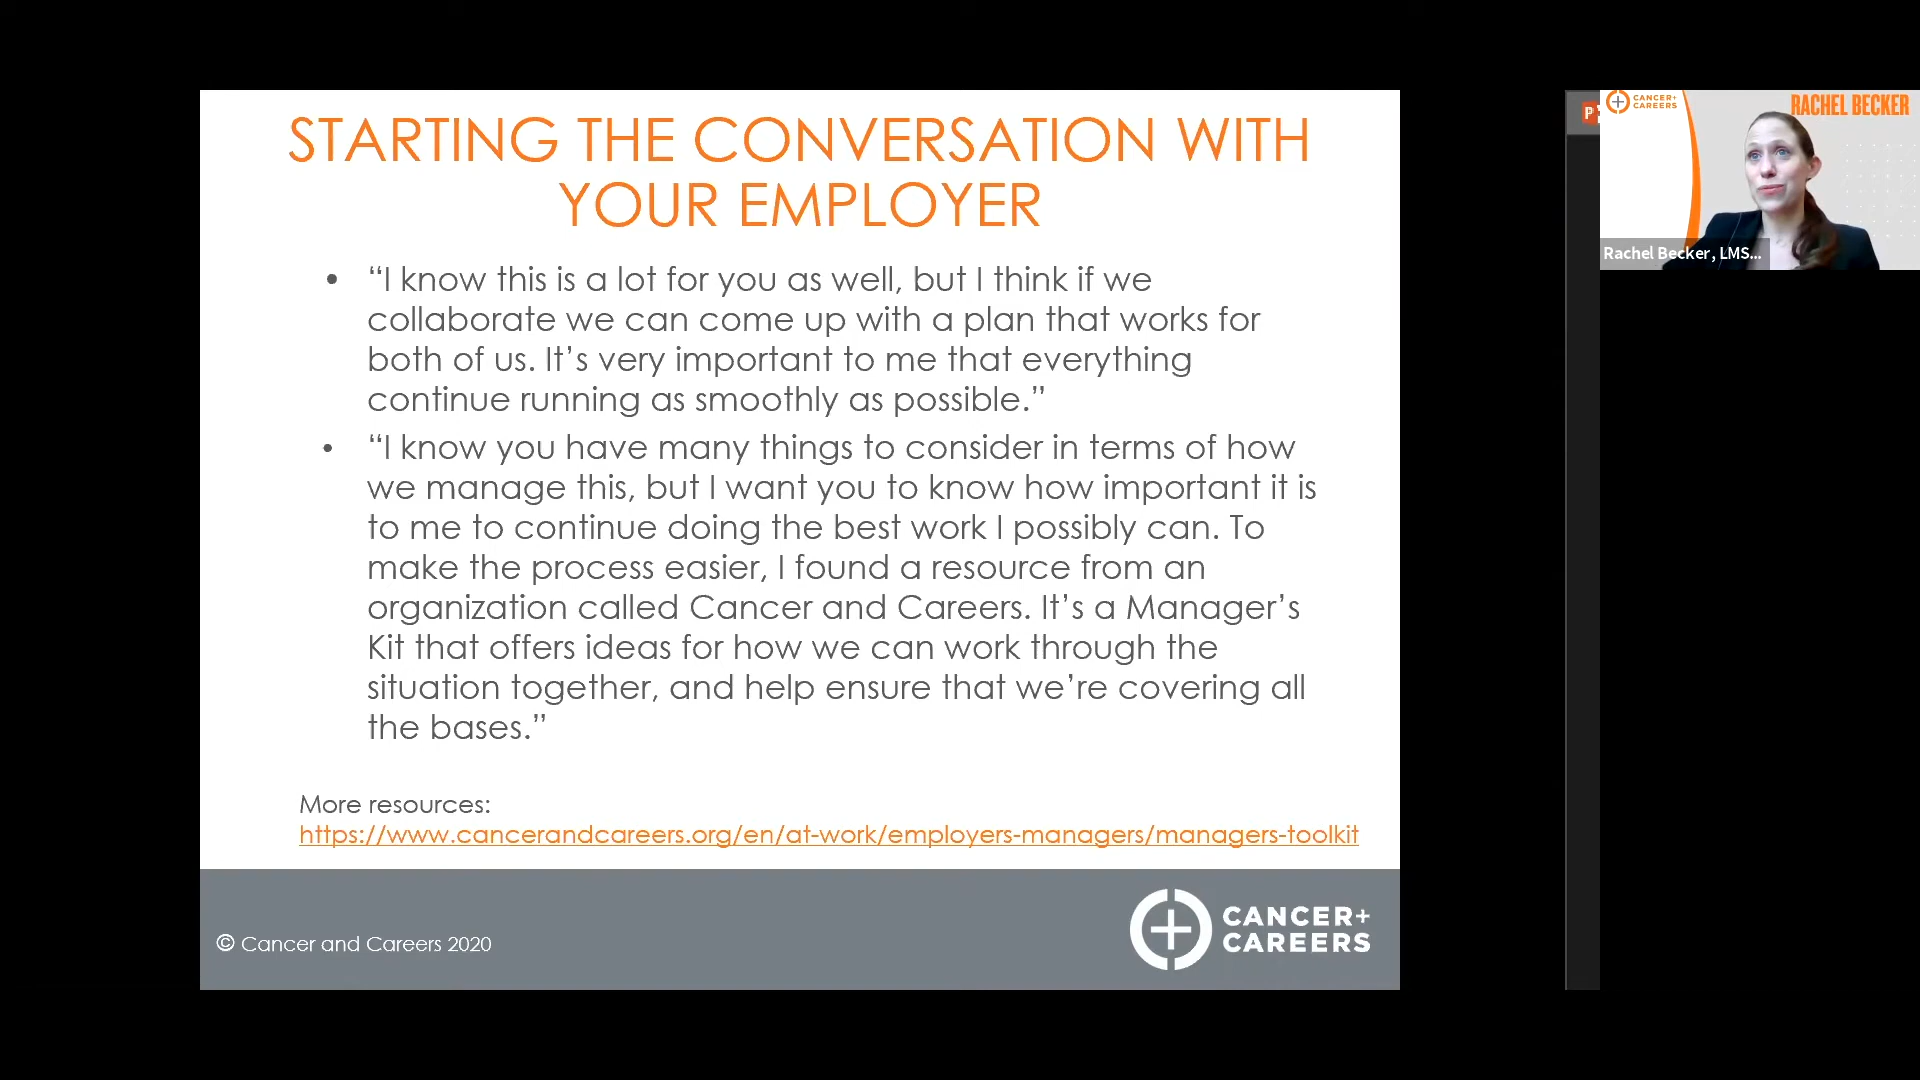 STARTING THE CONVERSATION WITH
YOUR EMPLOYER
• “I know this is a lot for you as well, but I think if we
collaborate we can come up with a plan that works for
both of us. It’s very important to me that everything
continue running as smoothly as possible.”
• “I know you have many things to consider in terms of how
we manage this, but I want you to know how important it is
to me to continue doing the best work I possibly can. To
make the process easier, I found a resource from an
organization called Cancer and Careers. It’s a Manager’s
Kit that offers ideas for how we can work through the
situation together, and help ensure that we’re covering all
the bases.”
More resources:
https://www.cancerandcareers.org/en/at-work/employers-managers/managers-toolkit
© Cancer and Careers 2020
CANCER+
CAREERS
CANCER+
CAREERS
RACHEL BECKER
Rachel Becker, LMS...